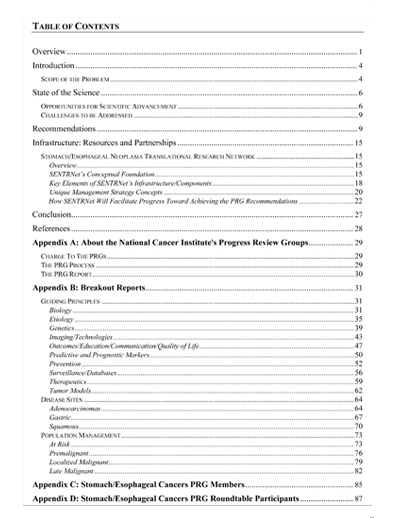 TABLE OF CONTENTS
Overview 1
Introduction 4
SCOPE OF THE PROBLEM 4
State of the Science 6
OPPORTUNITIES FOR SCIENTIFIC ADVANCEMENT 6
CHALLENGES TO BE ADDRESSED 9
Recommendations 9
Infrastructure: Resources and Partnerships 15
STOMACH/ESOPHAGEAL NEOPLASIA TRANSLATIONAL RESEARCH NETWORK 15
Overview 15
SENTRNet's Conceptual Foundation 15
Key Elements of SENTRNet's Infrastructure/Components 18
Unique Management Strategy Concepts 20
How SENTRNet Will Facilitate Progress Toward Achieving the PRG Recommendations 22
Conclusion 27
References 28
Appendix A: About the National Cancer Institute's Progress Review Groups 29
CHARGE TO THE PRGS 29
THE PRG PROCESS 29
THE PRG REPORT 30
Appendix B: Breakout Reports 31
GUIDING PRINCIPLES 31
Biology 31
Etiology 35
Genetics 39
Imaging/Technologies 43
Outcomes/Education/Communication/Quality of Life 47
Predictive and Prognostic Markers 50
Prevention 52
Surveillance/Databases 56
Therapeutics 59
Tumor Models 62
DISEASE SITES 64
Adenocarcinomas 64
Gastric 67
Squamous 70
POPULATION MANAGEMENT 73
At Risk 73
Premalignant 76
Localized Malignant 79
Late Malignant 82
Appendix C: Stomach/Esophageal Cancers PRG Members 85
Appendix D: Stomach/Esophageal Cancers PRG Roundtable Participants 87